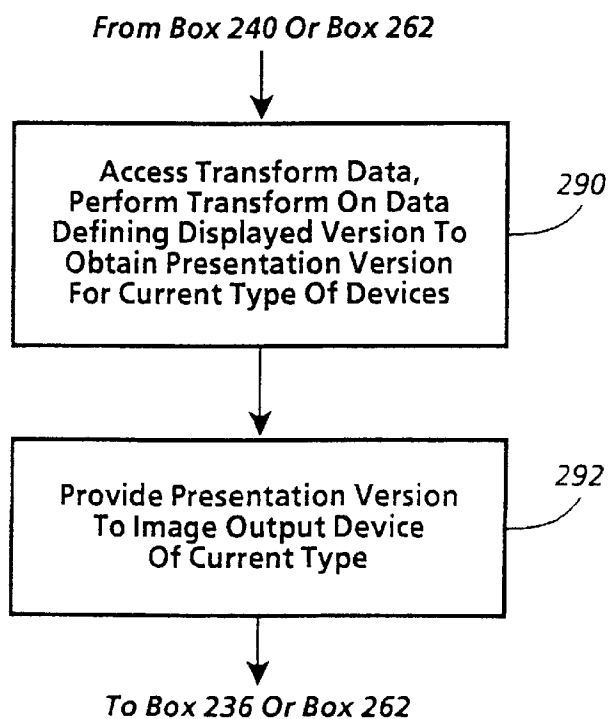 From Box 240 Or Box 262
Access Transform Data,
Perform Transform On Data
Defining Displayed Version To
Obtain Presentation Version
For Current Type Of Devices
290
Provide Presentation Version
To Image Output Device
Of Current Type
292
To Box 236 Or Box 262